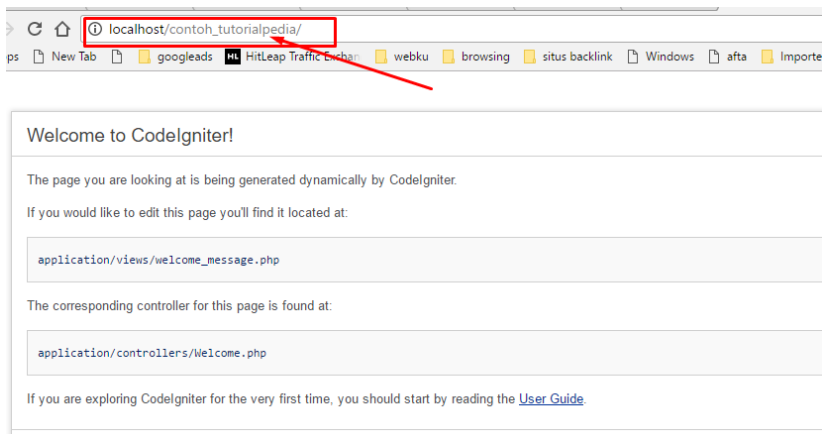 localhost/contoh_tutorialpedia/
ps New Tab googleads HL HitLeap Traffic Exchan webku browsing situs backlink Windows afta Importe
Welcome to CodeIgniter!
The page you are looking at is being generated dynamically by CodeIgniter.
If you would like to edit this page you'll find it located at:
application/views/welcome_message.php
The corresponding controller for this page is found at:
application/controllers/Welcome.php
If you are exploring CodeIgniter for the very first time, you should start by reading the User Guide.